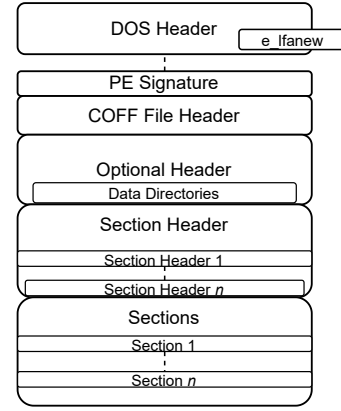 DOS Header
e_lfanew
PE Signature
COFF File Header
Optional Header
Data Directories
Section Header
Section Header 1
Section Header n
Sections
Section 1
Section n